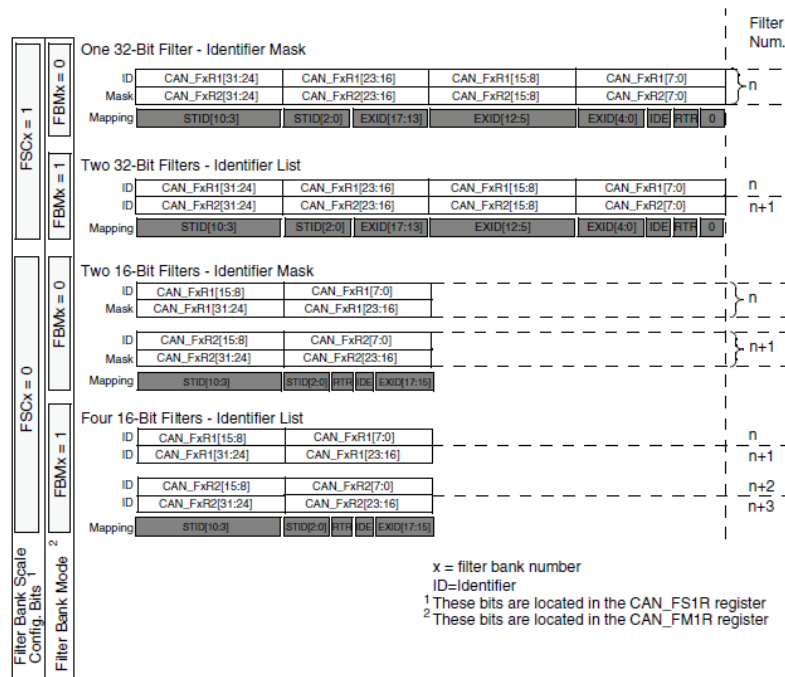 Filter
Num.
One 32-Bit Filter - Identifier Mask
ID CAN_FxR1[31:24] CAN_FxR1[23:16] CAN_FxR1[15:8] CAN_FxR1[7:0]
n
Mask CAN_FxR2[31:24] CAN_FxR2[23:16] CAN_FxR2[15:8] CAN_FxR2[7:0]
Mapping STID[10:3] STID[2:0] EXID[17:13] EXID[12:5] EXID[4:0] IDE RTR 0
FBMx = 0
FSCx = 1
Two 32-Bit Filters - Identifier List
ID CAN_FxR1[31:24] CAN_FxR1[23:16] CAN_FxR1[15:8] CAN_FxR1[7:0] n
ID CAN_FxR2[31:24] CAN_FxR2[23:16] CAN_FxR2[15:8] CAN_FxR2[7:0] n+1
Mapping STID[10:3] STID[2:0] EXID[17:13] EXID[12:5] EXID[4:0] IDE RTR 0
FBMx = 1
Two 16-Bit Filters - Identifier Mask
ID CAN_FxR1[15:8] CAN_FxR1[7:0]
n
Mask CAN_FxR1[31:24] CAN_FxR1[23:16]
ID CAN_FxR2[15:8] CAN_FxR2[7:0]
n+1
Mask CAN_FxR2[31:24] CAN_FxR2[23:16]
Mapping STID[10:3] STID[2:0] RTR IDE EXID[17:15]
FBMx = 0
FSCx = 0
Four 16-Bit Filters - Identifier List
ID CAN_FxR1[15:8] CAN_FxR1[7:0] n
ID CAN_FxR1[31:24] CAN_FxR1[23:16] n+1
ID CAN_FxR2[15:8] CAN_FxR2[7:0] n+2
ID CAN_FxR2[31:24] CAN_FxR2[23:16] n+3
Mapping STID[10:3] STID[2:0] RTR IDE EXID[17:15]
FBMx = 1
Filter Bank Scale
Config. Bits 1
Filter Bank Mode 2
x = filter bank number
ID=Identifier
1 These bits are located in the CAN_FS1R register
2 These bits are located in the CAN_FM1R register